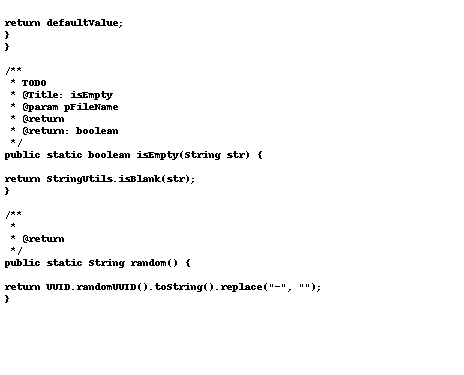 return defaultValue;
}
}
/**
 * TODO
 * @Title: isEmpty
 * @param pFileName
 * @return
 * @return: boolean
 */
public static boolean isEmpty(String str) {
return StringUtils.isBlank(str);
}
/**
 *
 * @return
 */
public static String random() {
return UUID.randomUUID().toString().replace("-", "");
}